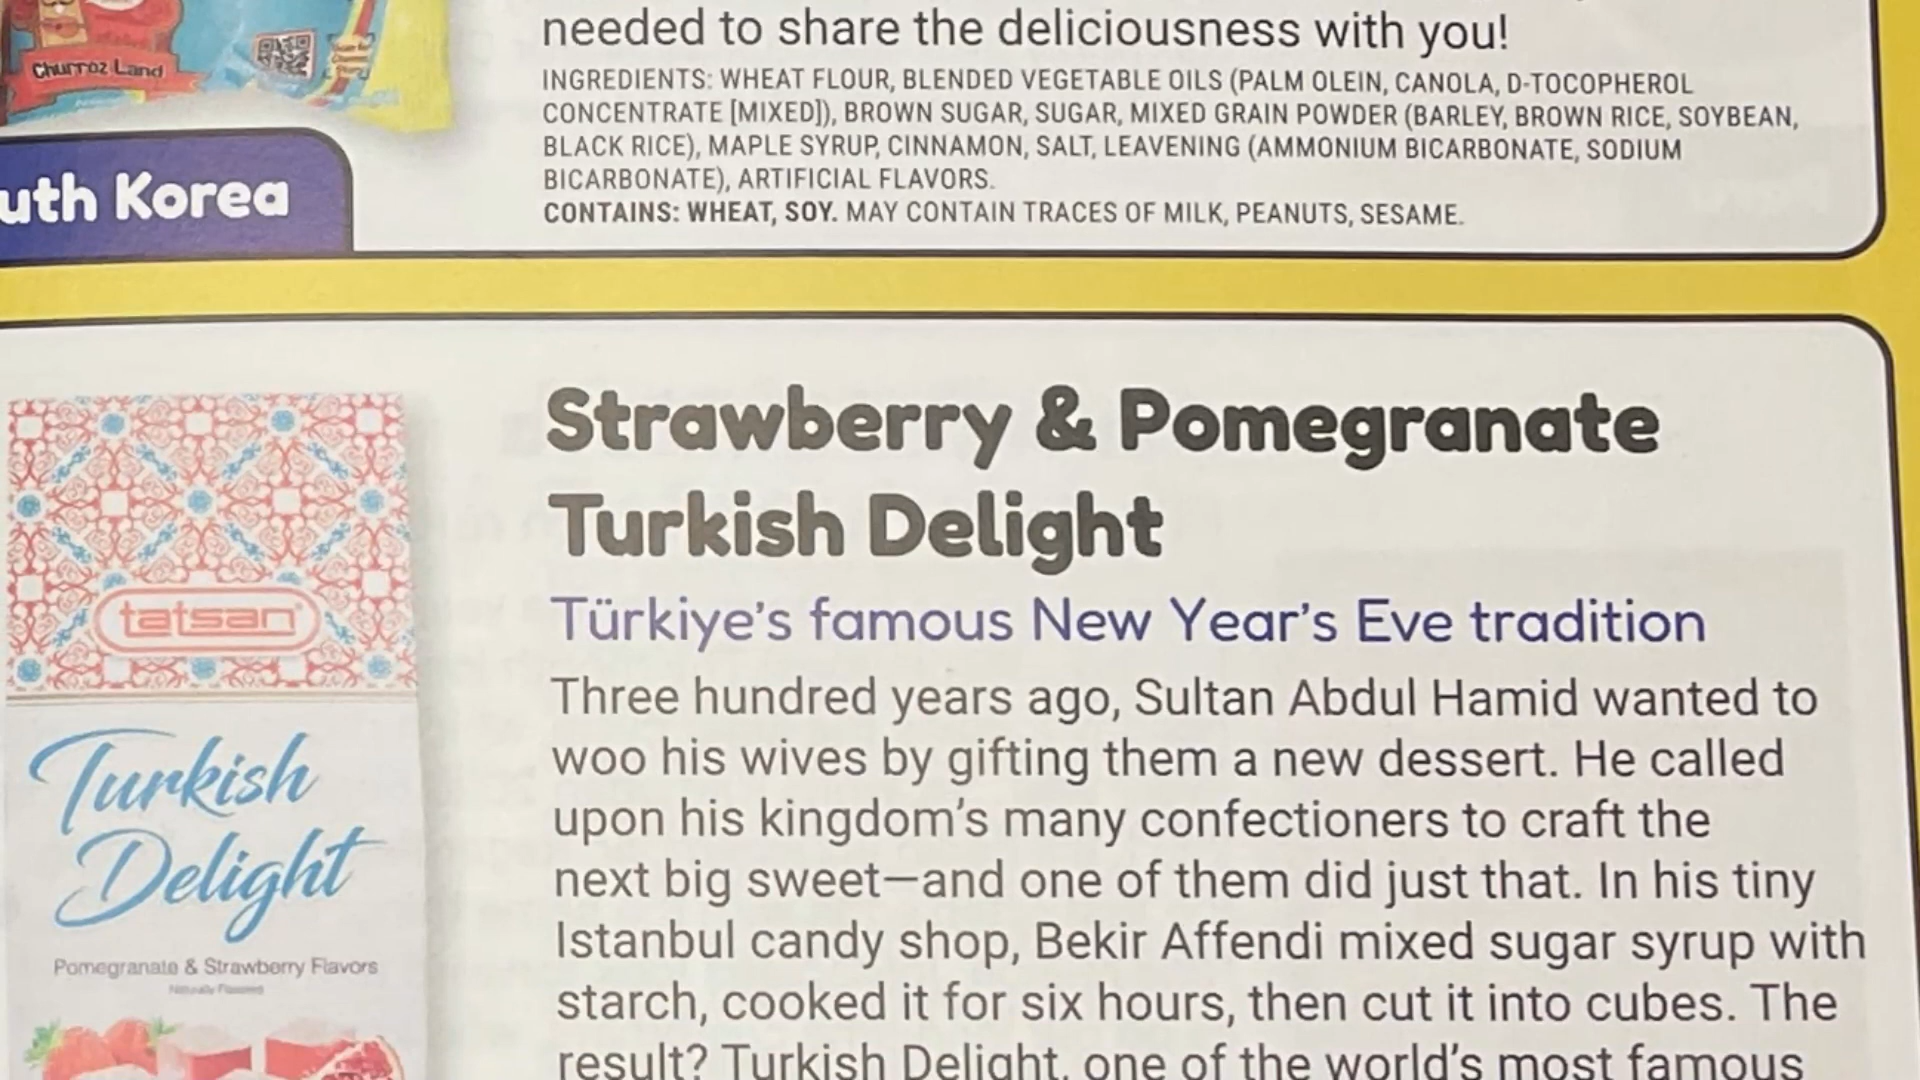 Churroz Land
needed to share the deliciousness with you!
INGREDIENTS: WHEAT FLOUR, BLENDED VEGETABLE OILS (PALM OLEIN, CANOLA, D-TOCOPHEROL
CONCENTRATE [MIXED]), BROWN SUGAR, SUGAR, MIXED GRAIN POWDER (BARLEY, BROWN RICE, SOYBEAN,
BLACK RICE), MAPLE SYRUP, CINNAMON, SALT, LEAVENING (AMMONIUM BICARBONATE, SODIUM
BICARBONATE), ARTIFICIAL FLAVORS.
CONTAINS: WHEAT, SOY. MAY CONTAIN TRACES OF MILK, PEANUTS, SESAME.
uth Korea
Strawberry & Pomegranate
Turkish Delight
Türkiye's famous New Year's Eve tradition
Three hundred years ago, Sultan Abdul Hamid wanted to
woo his wives by gifting them a new dessert. He called
upon his kingdom's many confectioners to craft the
next big sweet—and one of them did just that. In his tiny
Istanbul candy shop, Bekir Affendi mixed sugar syrup with
starch, cooked it for six hours, then cut it into cubes. The
result? Turkish Delight, one of the world's most famous
tatsan
Turkish
Delight
Pomegranate & Strawberry Flavors
Naturally Flavored